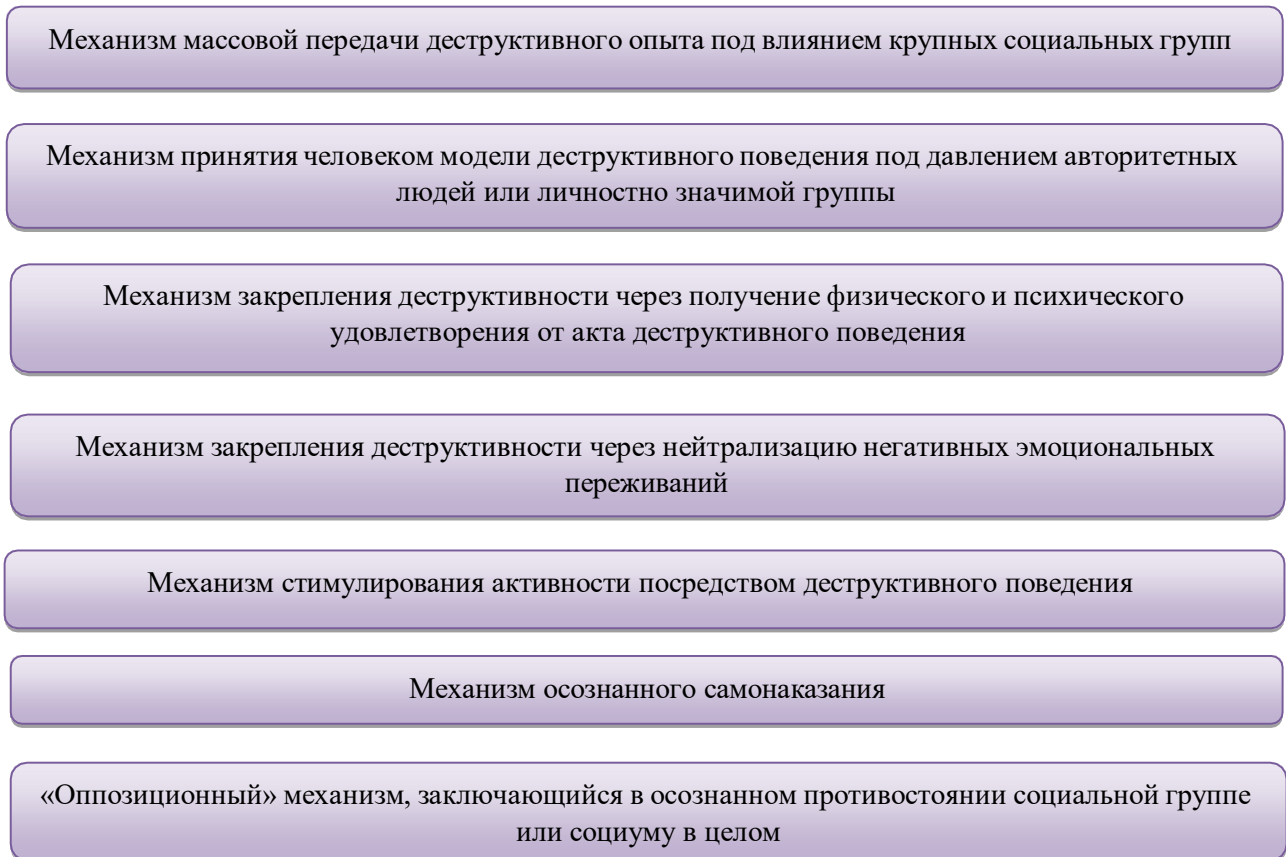 Механизм массовой передачи деструктивного опыта под влиянием крупных социальных групп
Механизм принятия человеком модели деструктивного поведения под давлением авторитетных
людей или личностно значимой группы
Механизм закрепления деструктивности через получение физического и психического
удовлетворения от акта деструктивного поведения
Механизм закрепления деструктивности через нейтрализацию негативных эмоциональных
переживаний
Механизм стимулирования активности посредством деструктивного поведения
Механизм осознанного самонаказания
«Оппозиционный» механизм, заключающийся в осознанном противостоянии социальной группе
или социуму в целом